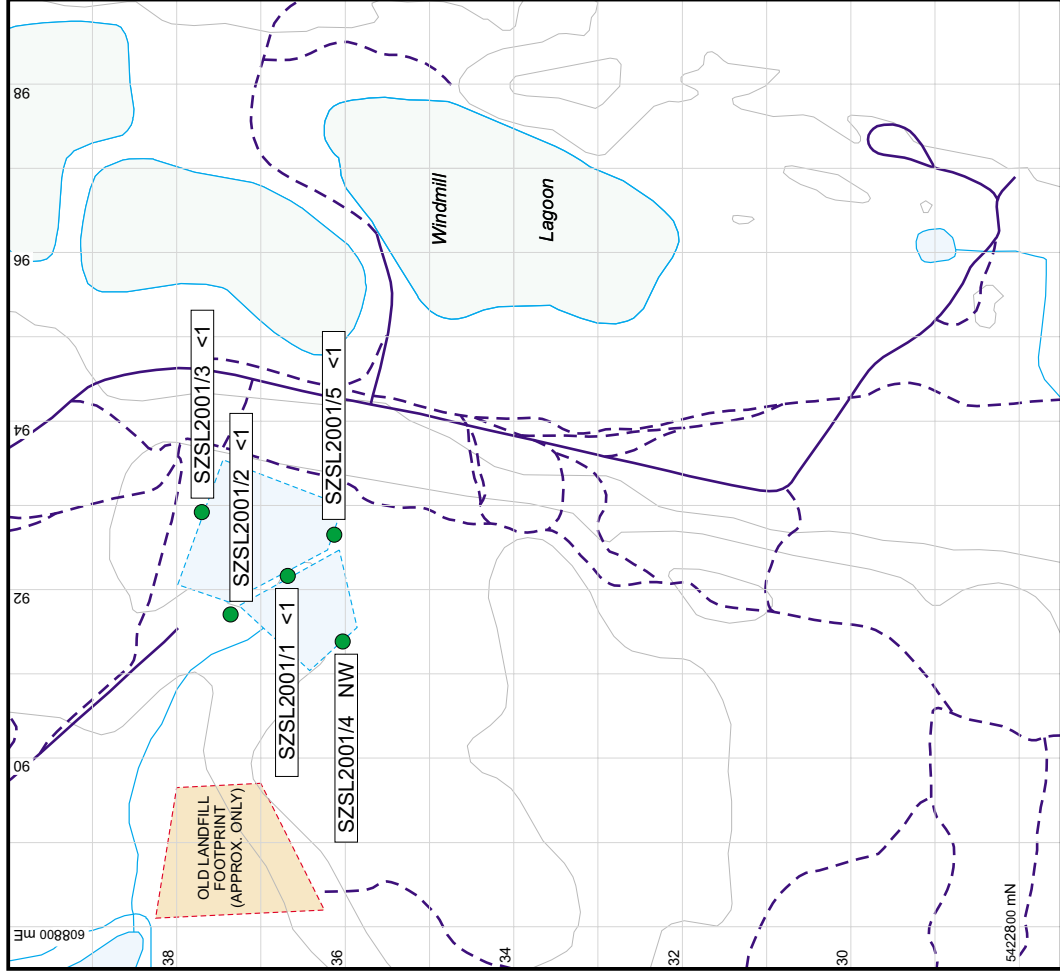 98
96
94
92
90
608800 mE
38
36
34
32
30
5422800 mN
Windmill
Lagoon
SZSL2001/3 <1
SZSL2001/2 <1
SZSL2001/5 <1
SZSL2001/1 <1
SZSL2001/4 NW
OLD LANDFILL
FOOTPRINT
(APPROX. ONLY)